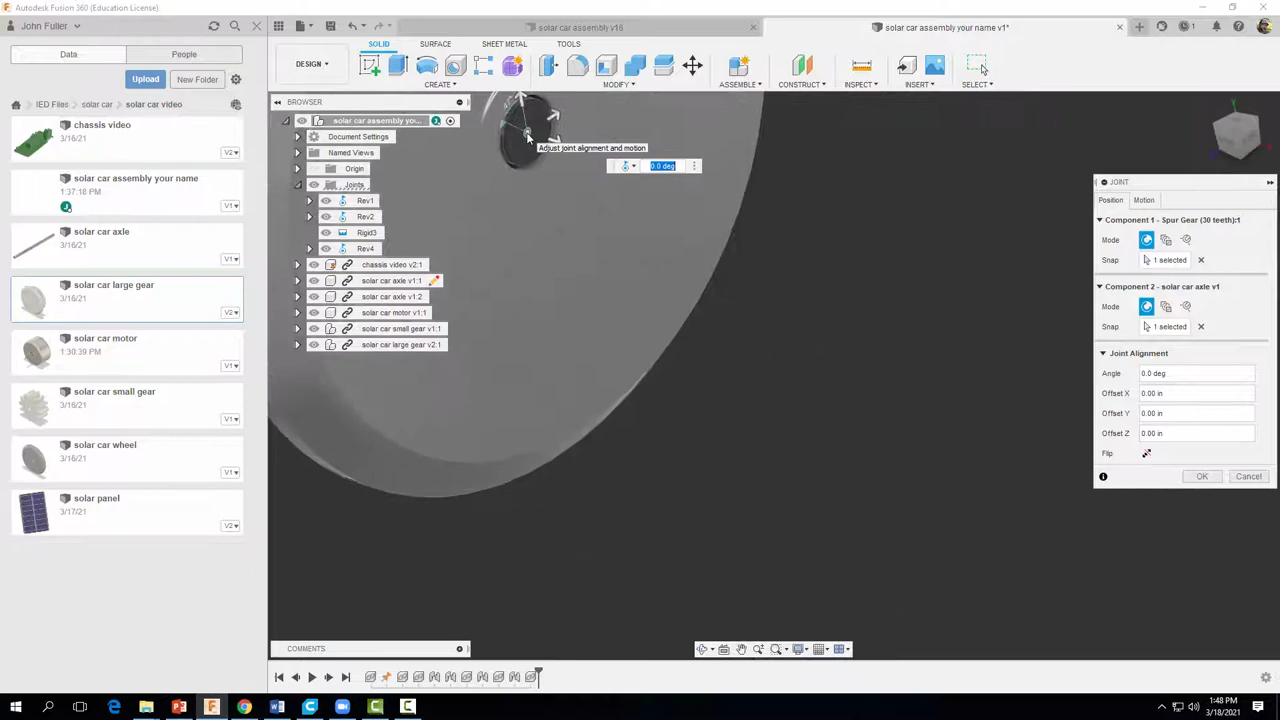 Autodesk Fusion 360 (Education License)
John Fuller
solar car assembly v16
solar car assembly your name v1*
1
Data
People
Upload
New Folder
IED Files
solar car
solar car video
chassis video
3/16/21
V2▾
solar car assembly your name
1:37:18 PM
V1▾
solar car axle
3/16/21
V1▾
solar car large gear
3/16/21
V2▾
solar car motor
1:30:39 PM
V1▾
solar car small gear
3/16/21
V1▾
solar car wheel
3/16/21
V1▾
solar panel
3/17/21
V2▾
DESIGN ▾
SOLID
SURFACE
SHEET METAL
TOOLS
CREATE ▾
MODIFY ▾
ASSEMBLE ▾
CONSTRUCT ▾
INSPECT ▾
INSERT ▾
SELECT ▾
BROWSER
solar car assembly yo...
Document Settings
Named Views
Origin
Joints
Rev1
Rev2
Rigid3
Rev4
chassis video v2:1
solar car axle v1:1
solar car axle v1:2
solar car motor v1:1
solar car small gear v1:1
solar car large gear v2:1
Adjust joint alignment and motion
0.0 deg
JOINT
Position
Motion
Component 1 - Spur Gear (30 teeth):1
Mode
Snap
1 selected
Component 2 - solar car axle v1
Mode
Snap
1 selected
Joint Alignment
Angle
0.0 deg
Offset X
0.00 in
Offset Y
0.00 in
Offset Z
0.00 in
Flip
OK
Cancel
COMMENTS
1:48 PM
3/18/2021